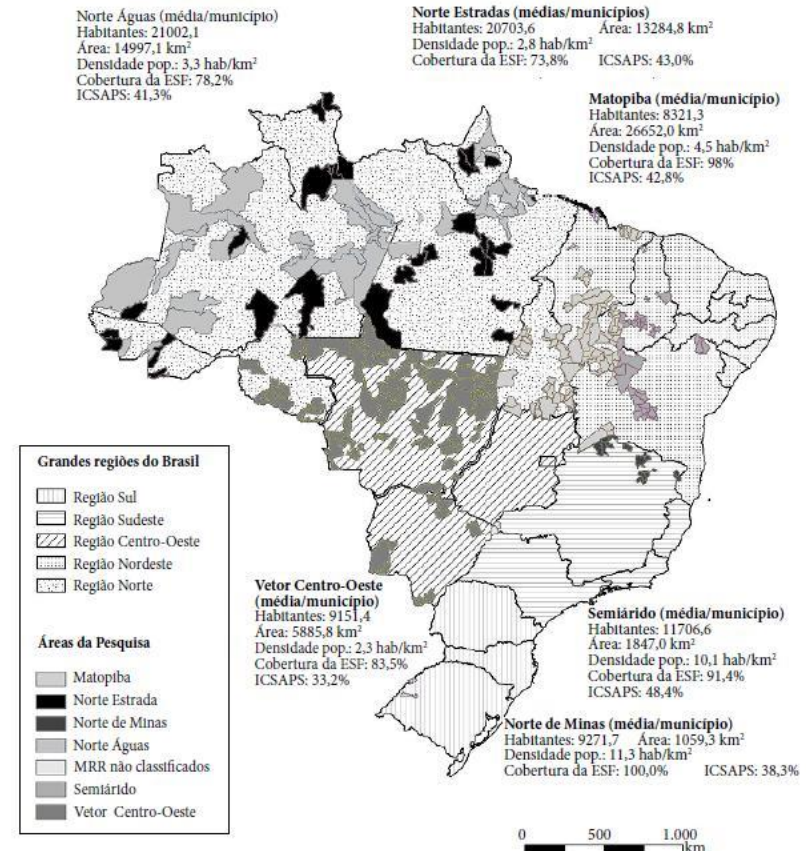 Norte Águas (média/município)
Habitantes: 21002,1
Área: 14997,1 km²
Densidade pop.: 3,3 hab/km²
Cobertura da ESF: 78,2%
ICSAPS: 41,3%
Norte Estradas (médias/municípios)
Habitantes: 20703,6 Área: 13284,8 km²
Densidade pop.: 2,8 hab/km²
Cobertura da ESF: 73,8% ICSAPS: 43,0%
Matopiba (média/município)
Habitantes: 8321,3
Área: 26652,0 km²
Densidade pop.: 4,5 hab/km²
Cobertura da ESF: 98%
ICSAPS: 42,8%
Grandes regiões do Brasil
Região Sul
Região Sudeste
Região Centro-Oeste
Região Nordeste
Região Norte
Áreas da Pesquisa
Matopiba
Norte Estrada
Norte de Minas
Norte Águas
MRR não classificados
Semiárido
Vetor Centro-Oeste
Vetor Centro-Oeste
(média/município)
Habitantes: 9151,4
Área: 5885,8 km²
Densidade pop.: 2,3 hab/km²
Cobertura da ESF: 83,5%
ICSAPS: 33,2%
Semiárido (média/município)
Habitantes: 11706,6
Área: 1847,0 km²
Densidade pop.: 10,1 hab/km²
Cobertura da ESF: 91,4%
ICSAPS: 48,4%
Norte de Minas (média/município)
Habitantes: 9271,7 Área: 1059,3 km²
Densidade pop.: 11,3 hab/km²
Cobertura da ESF: 100,0% ICSAPS: 38,3%
0 500 1.000
km